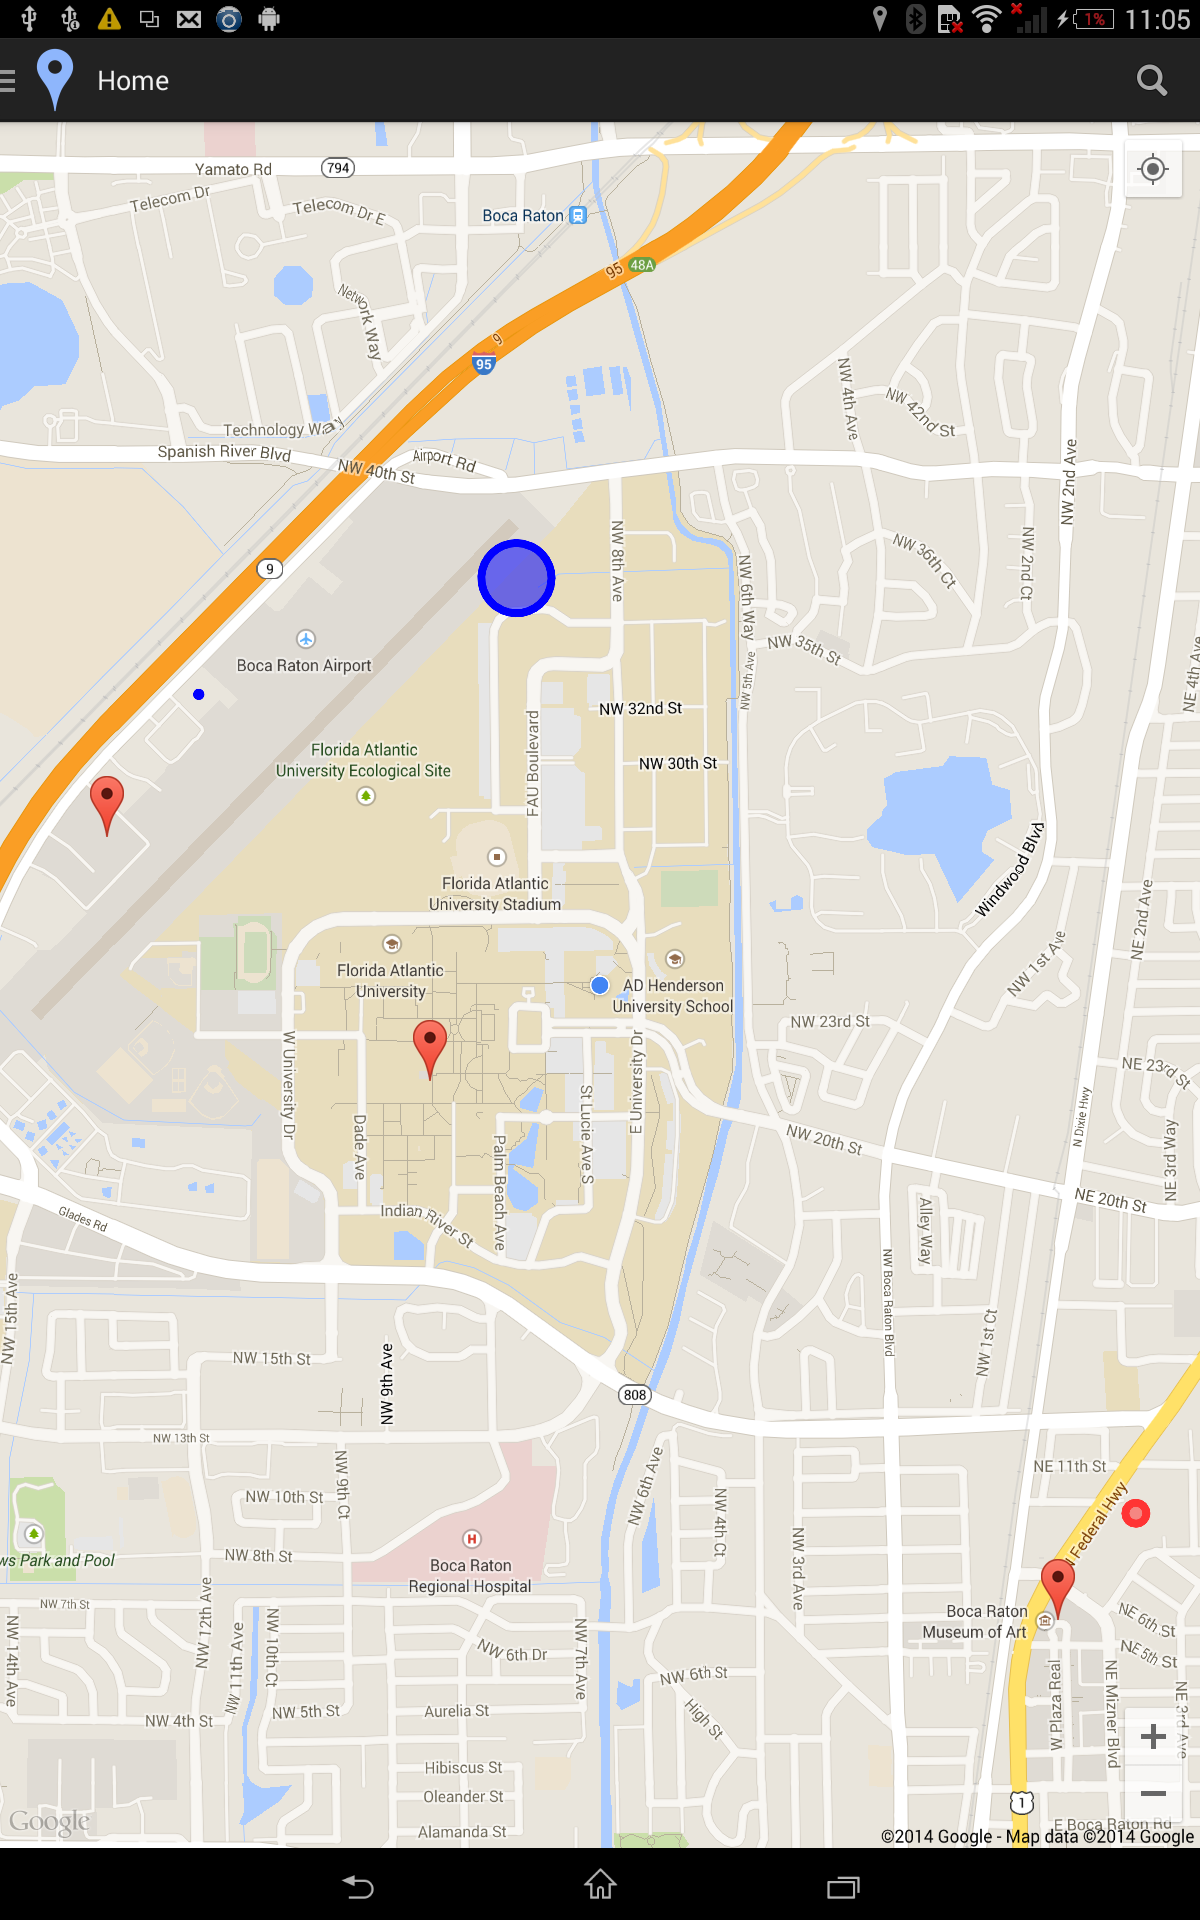 1% 11:05
Home
Yamato Rd
794
Telecom Dr
Telecom Dr E
Boca Raton
95
48A
Network Way
9
95
NW 4th Ave
NW 42nd St
Technology Way
Spanish River Blvd
Airport Rd
NW 40th St
NW 2nd Ave
9
NW 8th Ave
NW 36th Ct
NW 2nd Ct
NW 6th Way
NW 35th St
Boca Raton Airport
NW 5th Ave
NE 4th Ave
NW 32nd St
Florida Atlantic
University Ecological Site
FAU Boulevard
NW 30th St
Windwood Blvd
Florida Atlantic
University Stadium
NE 2nd Ave
Florida Atlantic
University
AD Henderson
University School
NW 1st Ave
NW 23rd St
W University Dr
E University Dr
NE 23rd St
Dade Ave
St Lucie Ave S
Palm Beach Ave
N Dixie Hwy
NW 20th St
NE 3rd Way
NE 20th St
Glades Rd
Indian River St
Alley Way
NW 15th Ave
NW Boca Raton Blvd
NW 1st Ct
NW 15th St
NW 9th Ave
808
NW 13th St
NW 9th Ct
NW 6th Ave
NE 11th St
NW 10th St
NW 4th Ct
N Federal Hwy
ws Park and Pool
NW 8th St
H
Boca Raton
Regional Hospital
NW 3rd Ave
NW 7th St
NW 12th Ave
Boca Raton
Museum of Art
NE 6th St
NE 5th St
NW 14th Ave
NW 11th Ave
NW 10th Ct
NW 6th Dr
NW 7th Ave
NW 6th St
W Plaza Real
NE Mizner Blvd
NE 3rd Ave
NW 4th St
NW 5th St
Aurelia St
High St
Hibiscus St
Oleander St
1
Google
Alamanda St
E Boca Raton Rd
©2014 Google - Map data ©2014 Google